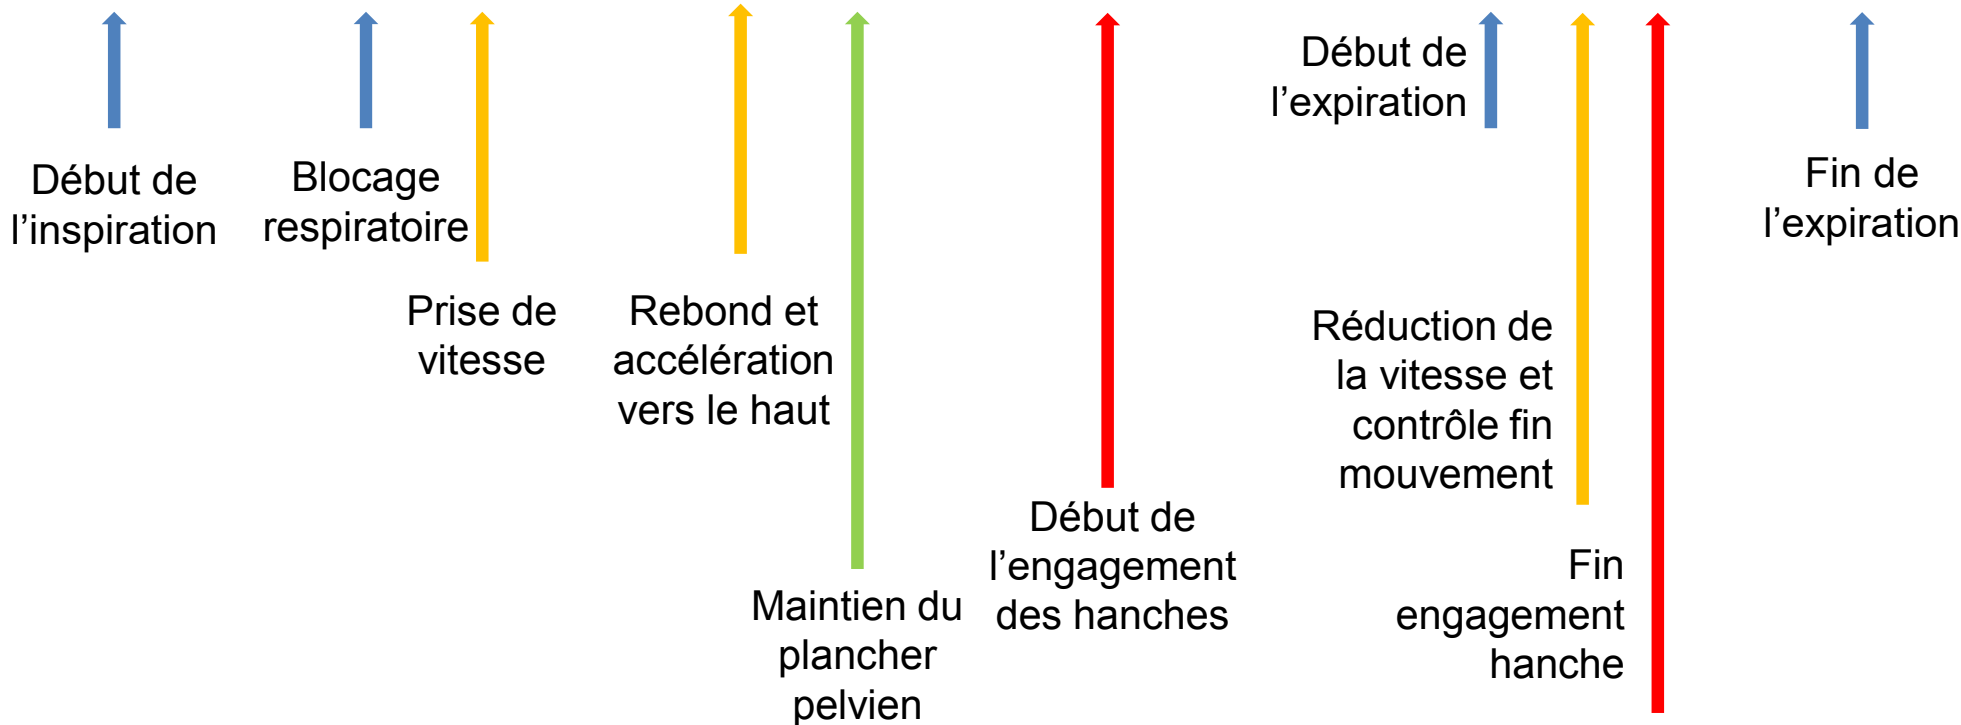 Début de
l’inspiration
Blocage
respiratoire
Prise de
vitesse
Rebond et
accélération
vers le haut
Maintien du
plancher
pelvien
Début de
l’engagement
des hanches
Début de
l’expiration
Réduction de
la vitesse et
contrôle fin
mouvement
Fin
engagement
hanche
Fin de
l’expiration